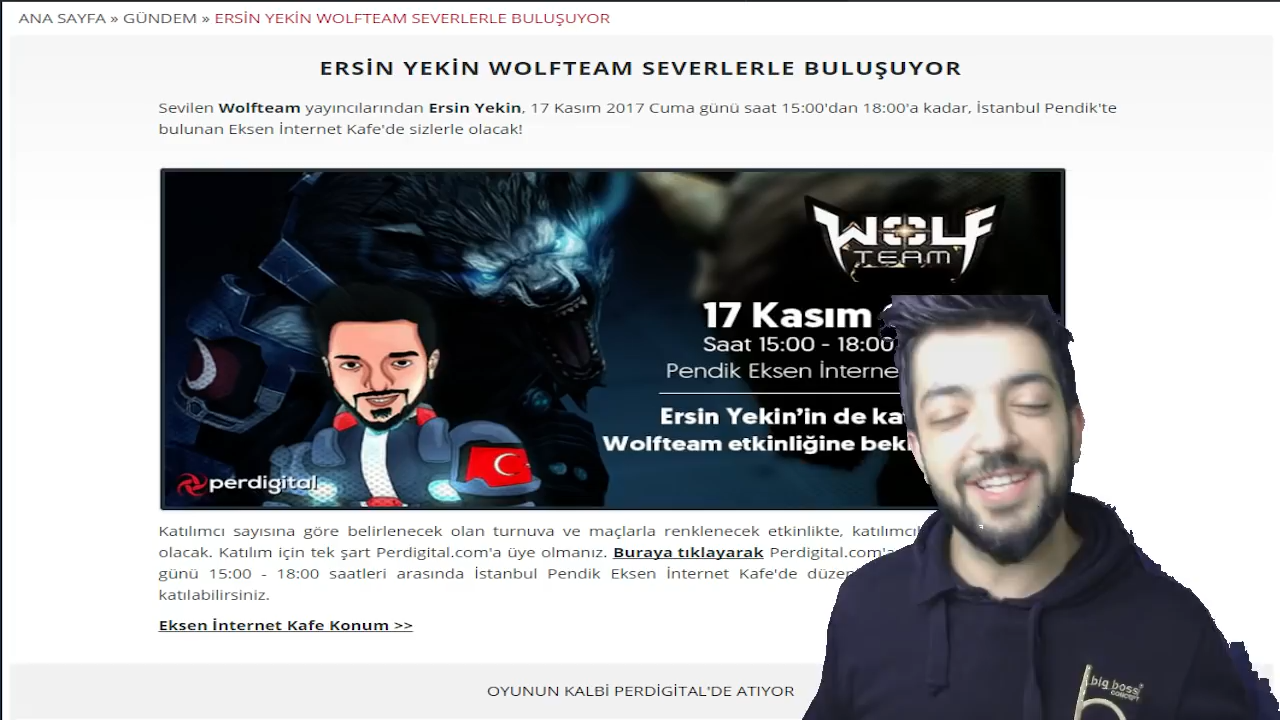 ANA SAYFA » GÜNDEM » ERSİN YEKİN WOLFTEAM SEVERLERLE BULUŞUYOR
ERSİN YEKİN WOLFTEAM SEVERLERLE BULUŞUYOR
Sevilen Wolfteam yayıncılarından Ersin Yekin, 17 Kasım 2017 Cuma günü saat 15:00'dan 18:00'a kadar, İstanbul Pendik'te
bulunan Eksen İnternet Kafe'de sizlerle olacak!
WOLF
TEAM
17 Kasım
Saat 15:00 - 18:00
Pendik Eksen İnterne
Ersin Yekin'in de ka
Wolfteam etkinliğine bekl
perdigital
Katılımcı sayısına göre belirlenecek olan turnuva ve maçlarla renklenecek etkinlikte, katılımcıl
olacak. Katılım için tek şart Perdigital.com'a üye olmanız. Buraya tıklayarak Perdigital.com'a
günü 15:00 - 18:00 saatleri arasında İstanbul Pendik Eksen İnternet Kafe'de düzen
katılabilirsiniz.
Eksen İnternet Kafe Konum >>
OYUNUN KALBİ PERDİGİTAL'DE ATIYOR
big boss
CONCEPT
b